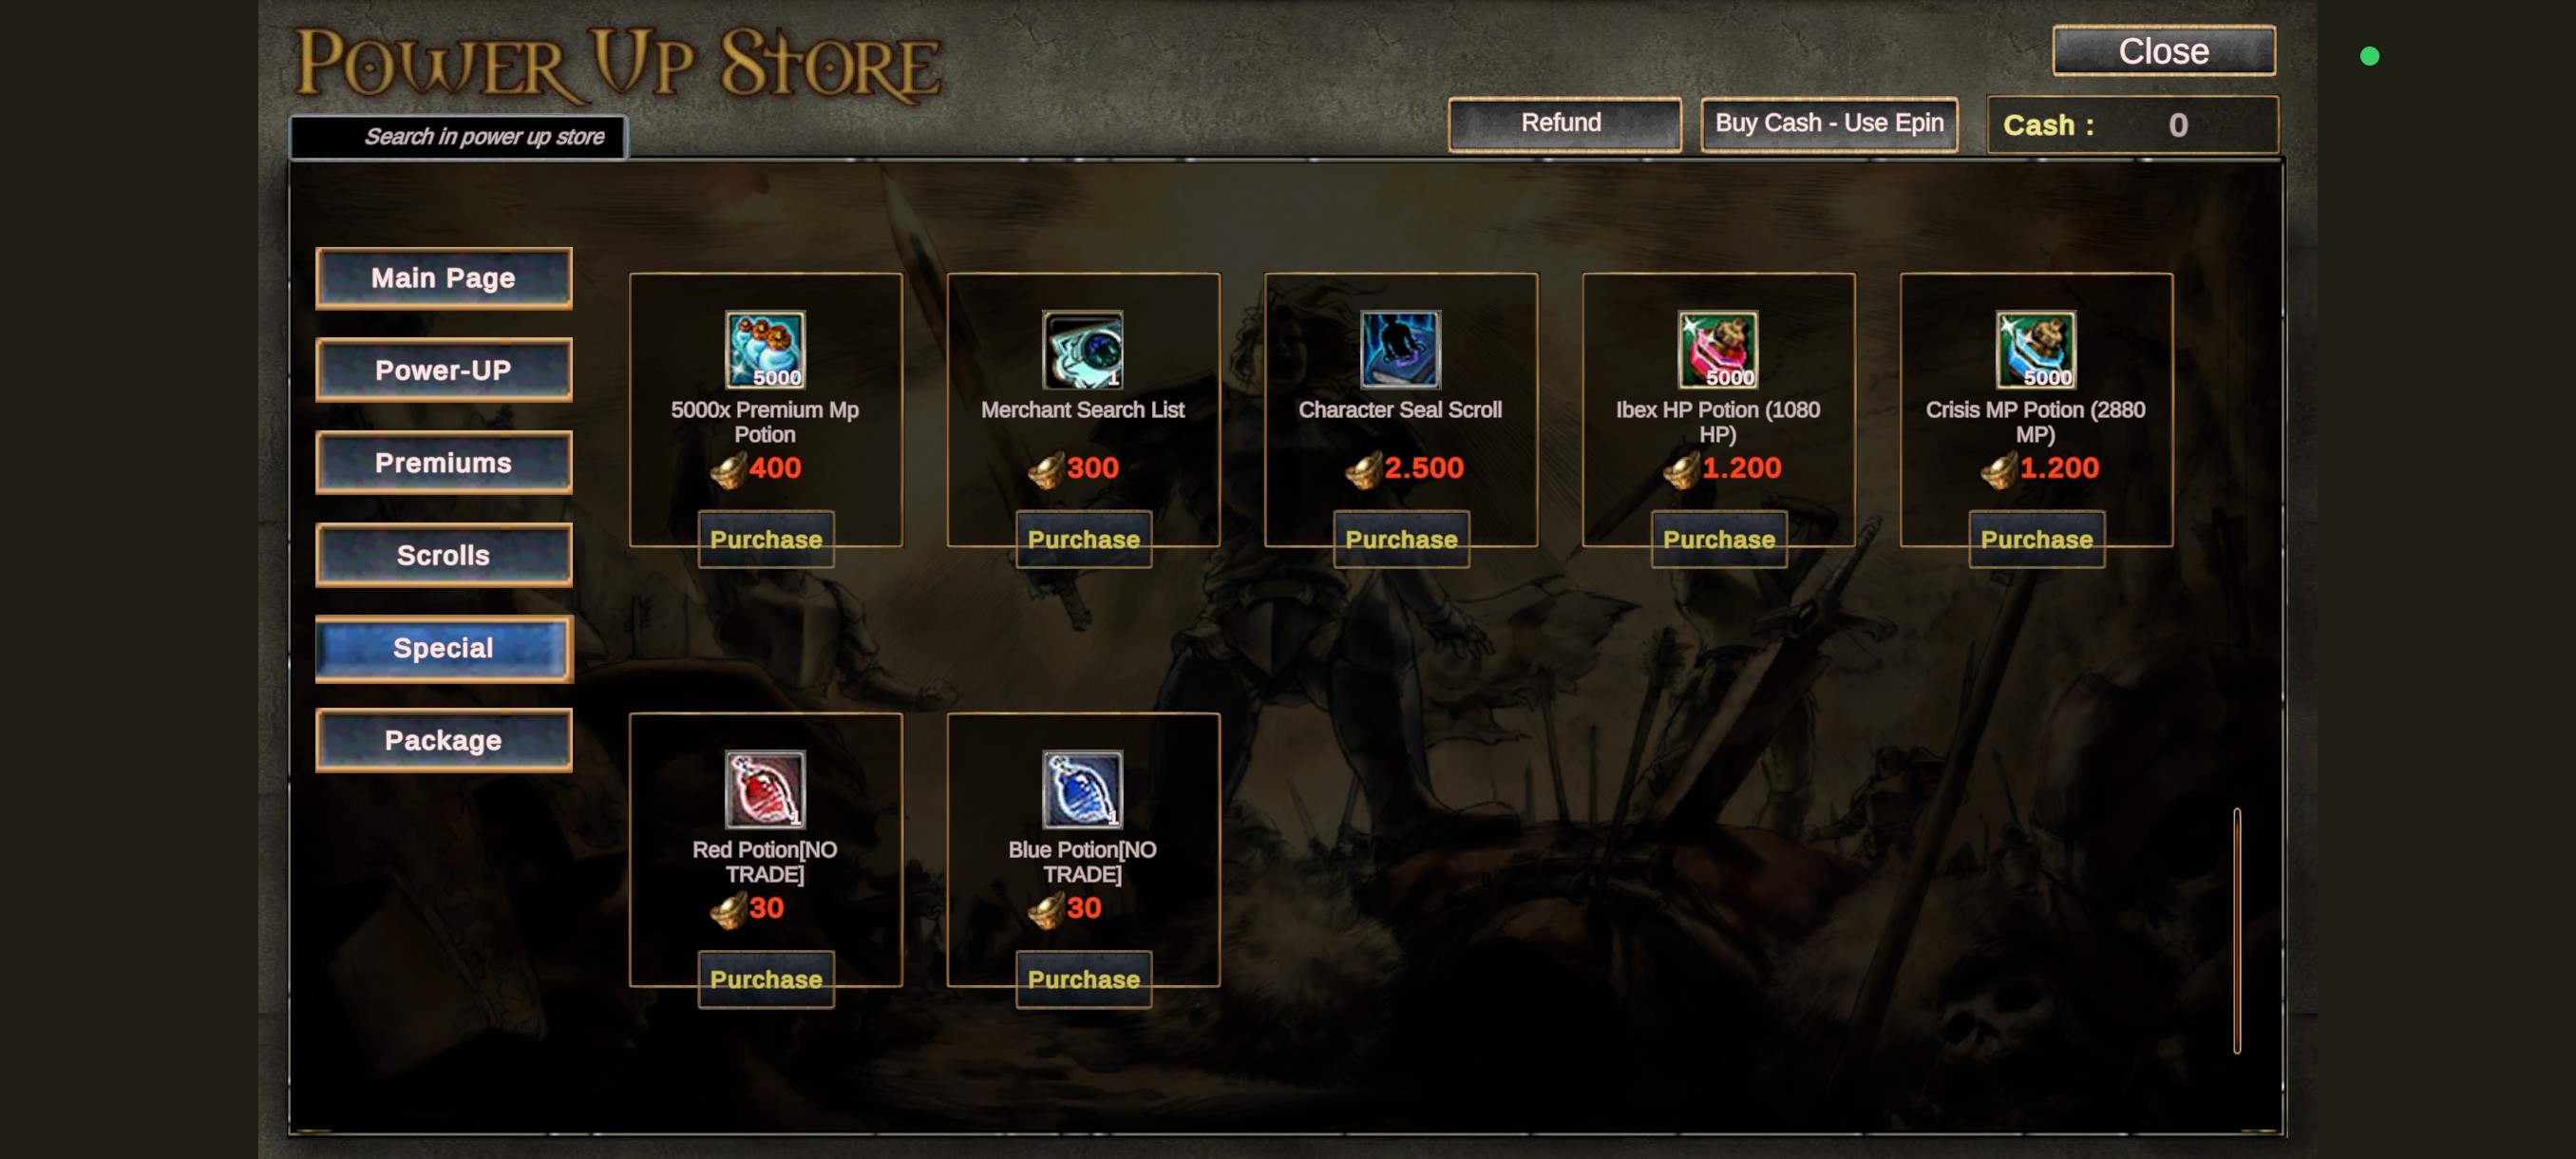 Power Up Store
Close
Search in power up store
Refund
Buy Cash - Use Epin
Cash : 0
Main Page
Power-UP
Premiums
Scrolls
Special
Package
5000
5000x Premium Mp
Potion
400
Purchase
1
Merchant Search List
300
Purchase
Character Seal Scroll
2.500
Purchase
5000
Ibex HP Potion (1080
HP)
1.200
Purchase
5000
Crisis MP Potion (2880
MP)
1.200
Purchase
1
Red Potion[NO
TRADE]
30
Purchase
1
Blue Potion[NO
TRADE]
30
Purchase